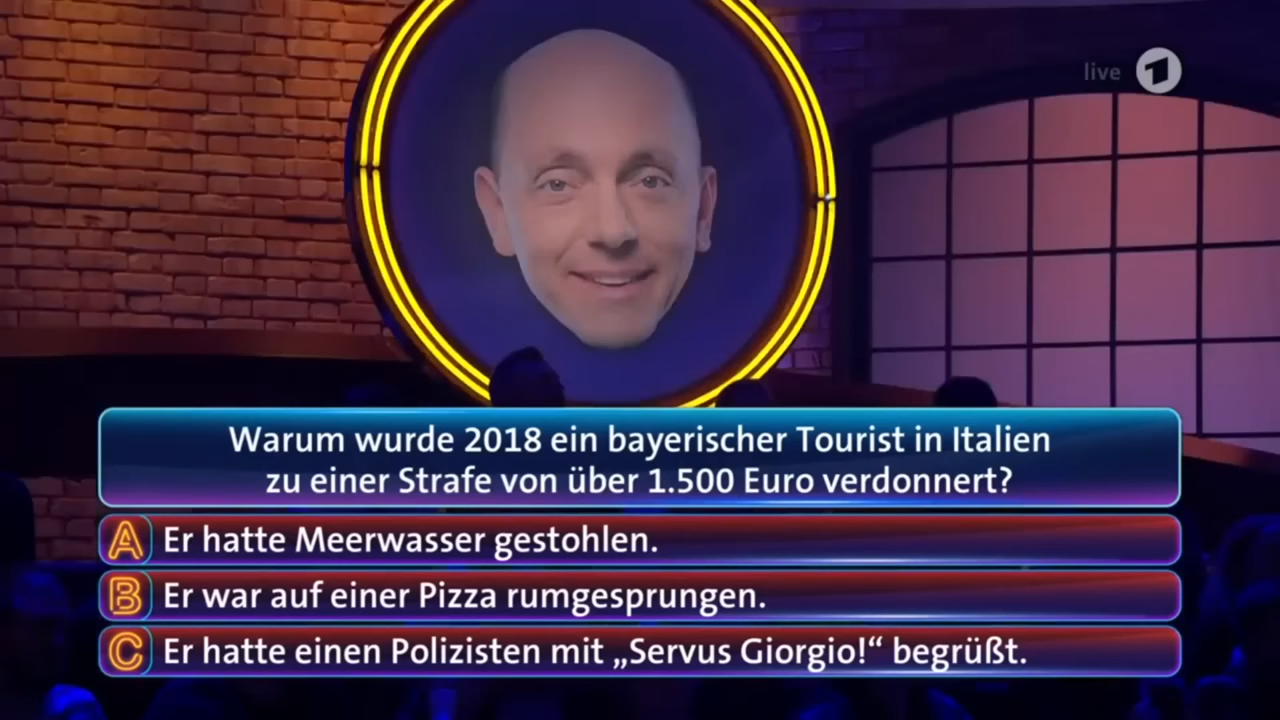 live 1
Warum wurde 2018 ein bayerischer Tourist in Italien
zu einer Strafe von über 1.500 Euro verdonnert?
A Er hatte Meerwasser gestohlen.
B Er war auf einer Pizza rumgesprungen.
C Er hatte einen Polizisten mit „Servus Giorgio!“ begrüßt.